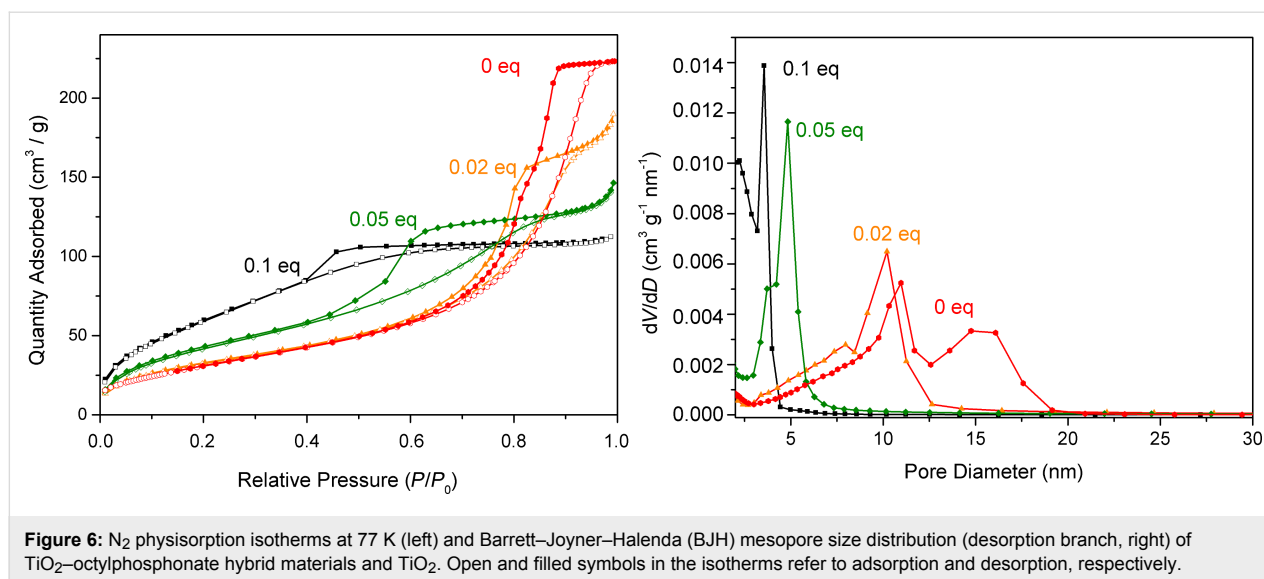 0 eq
0.02 eq
0.05 eq
0.1 eq
200
150
100
50
0
0.0 0.2 0.4 0.6 0.8 1.0
Quantity Adsorbed (cm³ / g)
Relative Pressure (P/P₀)
0.1 eq
0.05 eq
0.02 eq
0 eq
0.014
0.012
0.010
0.008
0.006
0.004
0.002
0.000
5 10 15 20 25 30
dV/dD (cm³ g⁻¹ nm⁻¹)
Pore Diameter (nm)
Figure 6: N₂ physisorption isotherms at 77 K (left) and Barrett–Joyner–Halenda (BJH) mesopore size distribution (desorption branch, right) of
TiO₂–octylphosphonate hybrid materials and TiO₂. Open and filled symbols in the isotherms refer to adsorption and desorption, respectively.